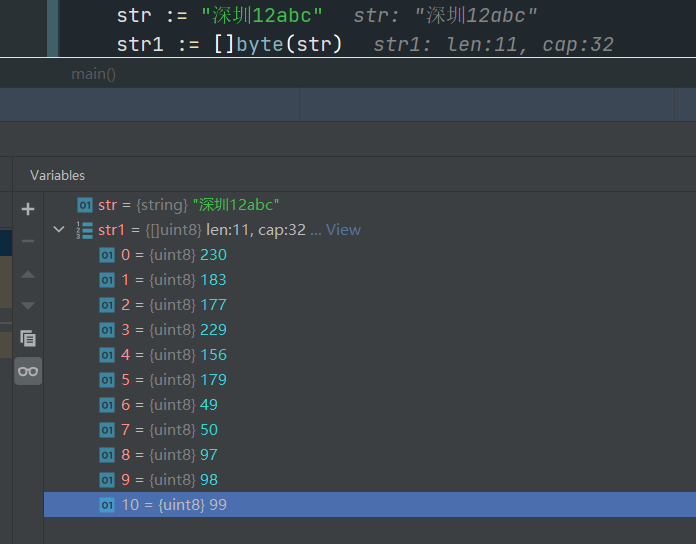 str := "深圳12abc" str: "深圳12abc"
str1 := []byte(str) str1: len:11, cap:32
main()
Variables
01 str = {string} "深圳12abc"
str1 = {[]uint8} len:11, cap:32 ... View
01 0 = {uint8} 230
01 1 = {uint8} 183
01 2 = {uint8} 177
01 3 = {uint8} 229
01 4 = {uint8} 156
01 5 = {uint8} 179
01 6 = {uint8} 49
01 7 = {uint8} 50
01 8 = {uint8} 97
01 9 = {uint8} 98
01 10 = {uint8} 99